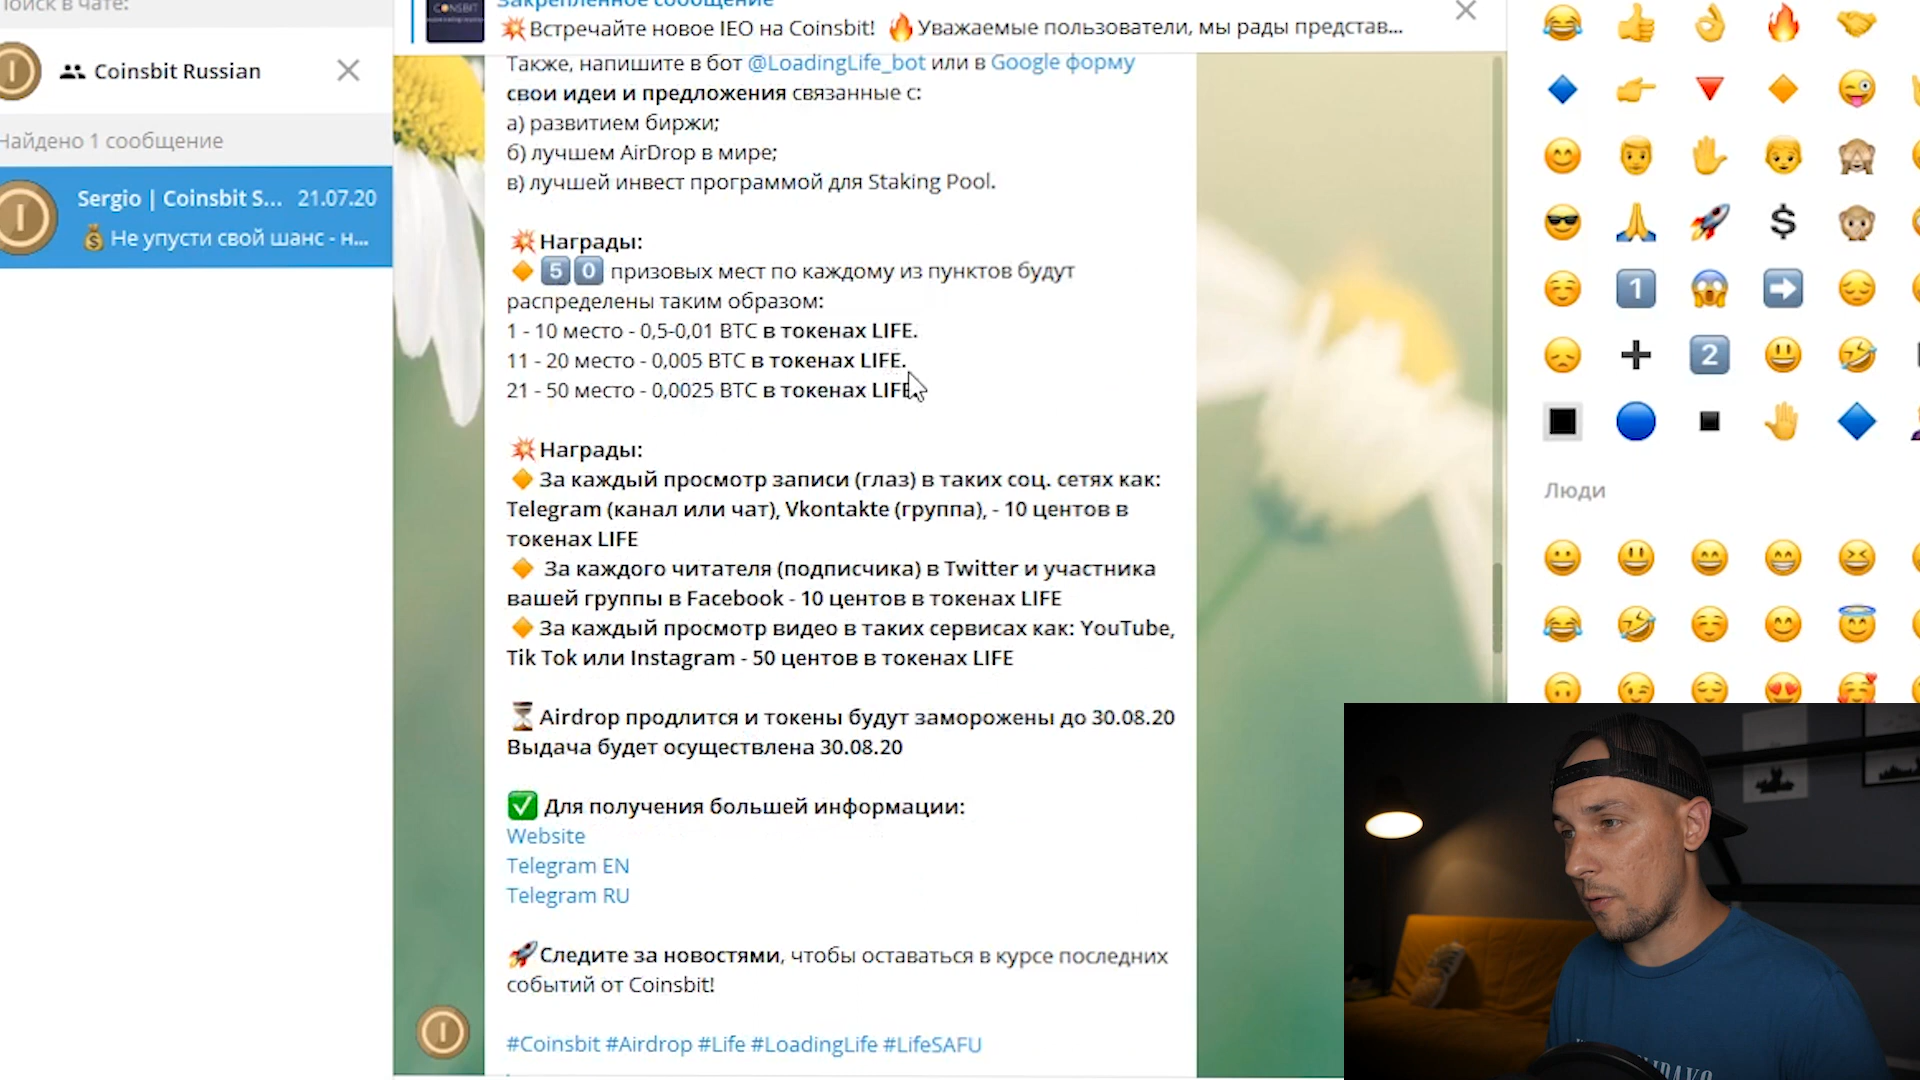 поиск в чате:
Coinsbit Russian
Найдено 1 сообщение
Sergio | Coinsbit S... 21.07.20
Не упусти свой шанс - н...
CONSBIT
Закрепленное сообщение
💥Встречайте новое IEO на Coinsbit! 🔥Уважаемые пользователи, мы рады представ...
Также, напишите в бот @LoadingLife_bot или в Google форму
свои идеи и предложения связанные с:
а) развитием биржи;
б) лучшем AirDrop в мире;
в) лучшей инвест программой для Staking Pool.
💥Награды:
🔶 5️⃣0️⃣ призовых мест по каждому из пунктов будут
распределены таким образом:
1 - 10 место - 0,5-0,01 BTC в токенах LIFE.
11 - 20 место - 0,005 BTC в токенах LIFE.
21 - 50 место - 0,0025 BTC в токенах LIFE.
💥Награды:
🔶 За каждый просмотр записи (глаз) в таких соц. сетях как:
Telegram (канал или чат), Vkontakte (группа), - 10 центов в
токенах LIFE
🔶 За каждого читателя (подписчика) в Twitter и участника
вашей группы в Facebook - 10 центов в токенах LIFE
🔶 За каждый просмотр видео в таких сервисах как: YouTube,
Tik Tok или Instagram - 50 центов в токенах LIFE
⏳Airdrop продлится и токены будут заморожены до 30.08.20
Выдача будет осуществлена 30.08.20
✅ Для получения большей информации:
Website
Telegram EN
Telegram RU
🚀Следите за новостями, чтобы оставаться в курсе последних
событий от Coinsbit!
#Coinsbit #Airdrop #Life #LoadingLife #LifeSAFU
Люди